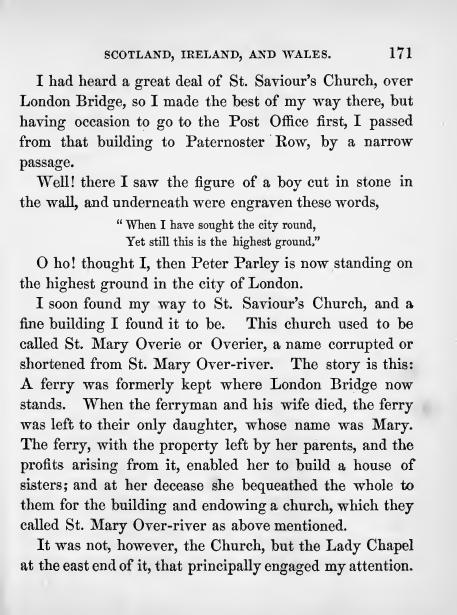 SCOTLAND, IRELAND, AND WALES. 171
I had heard a great deal of St. Saviour's Church, over
London Bridge, so I made the best of my way there, but
having occasion to go to the Post Office first, I passed
from that building to Paternoster Row, by a narrow
passage.
Well! there I saw the figure of a boy cut in stone in
the wall, and underneath were engraven these words,
“ When I have sought the city round,
Yet still this is the highest ground.”
O ho! thought I, then Peter Parley is now standing on
the highest ground in the city of London.
I soon found my way to St. Saviour's Church, and a
fine building I found it to be. This church used to be
called St. Mary Overie or Overier, a name corrupted or
shortened from St. Mary Over-river. The story is this:
A ferry was formerly kept where London Bridge now
stands. When the ferryman and his wife died, the ferry
was left to their only daughter, whose name was Mary.
The ferry, with the property left by her parents, and the
profits arising from it, enabled her to build a house of
sisters; and at her decease she bequeathed the whole to
them for the building and endowing a church, which they
called St. Mary Over-river as above mentioned.
It was not, however, the Church, but the Lady Chapel
at the east end of it, that principally engaged my attention.